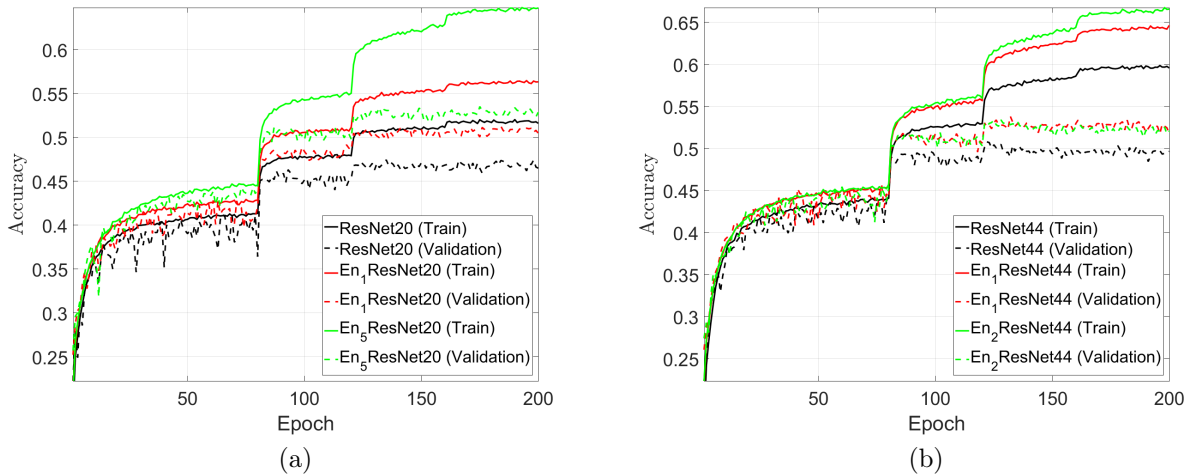 0.6
0.55
0.5
0.45
0.4
0.35
0.3
0.25
Accuracy
50
100
150
200
Epoch
ResNet20 (Train)
ResNet20 (Validation)
En1ResNet20 (Train)
En1ResNet20 (Validation)
En5ResNet20 (Train)
En5ResNet20 (Validation)
(a)
0.65
0.6
0.55
0.5
0.45
0.4
0.35
0.3
0.25
Accuracy
50
100
150
200
Epoch
ResNet44 (Train)
ResNet44 (Validation)
En1ResNet44 (Train)
En1ResNet44 (Validation)
En2ResNet44 (Train)
En2ResNet44 (Validation)
(b)